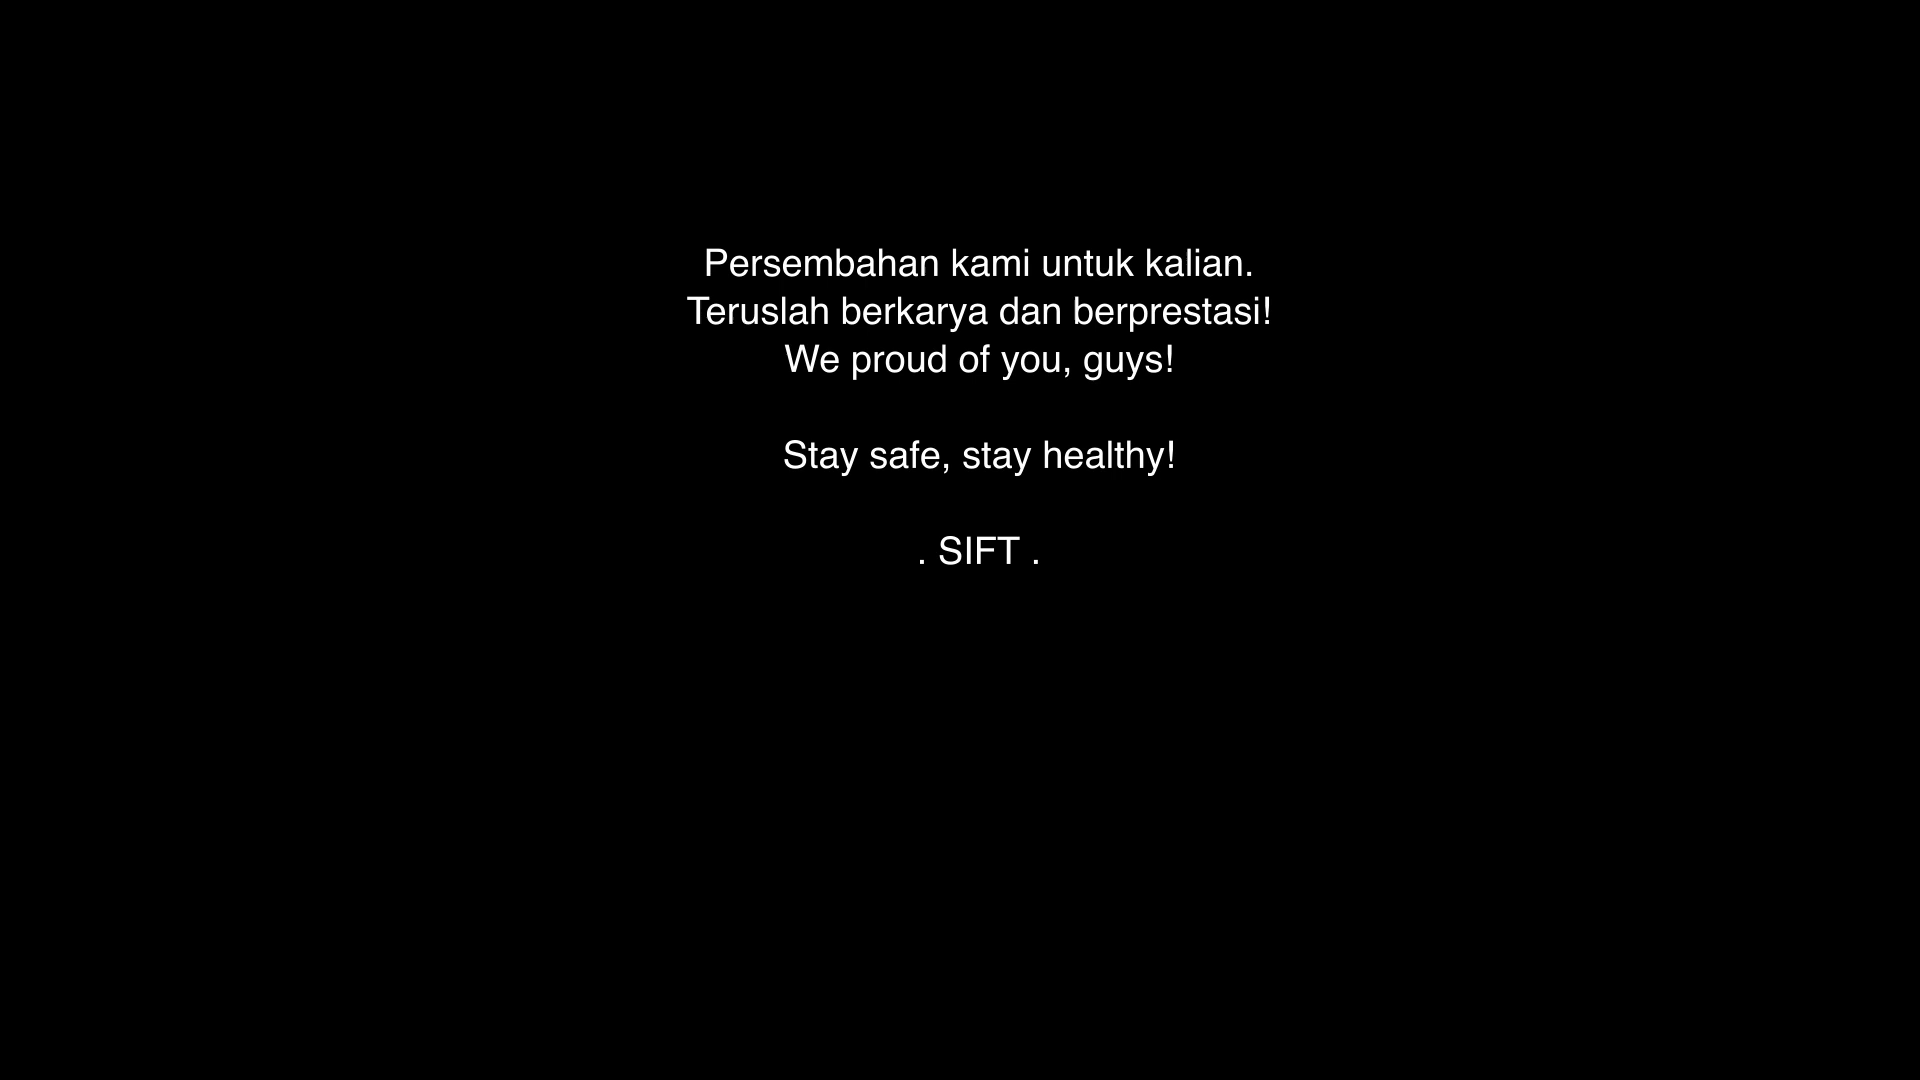 Persembahan kami untuk kalian.
Teruslah berkarya dan berprestasi!
We proud of you, guys!
Stay safe, stay healthy!
. SIFT .